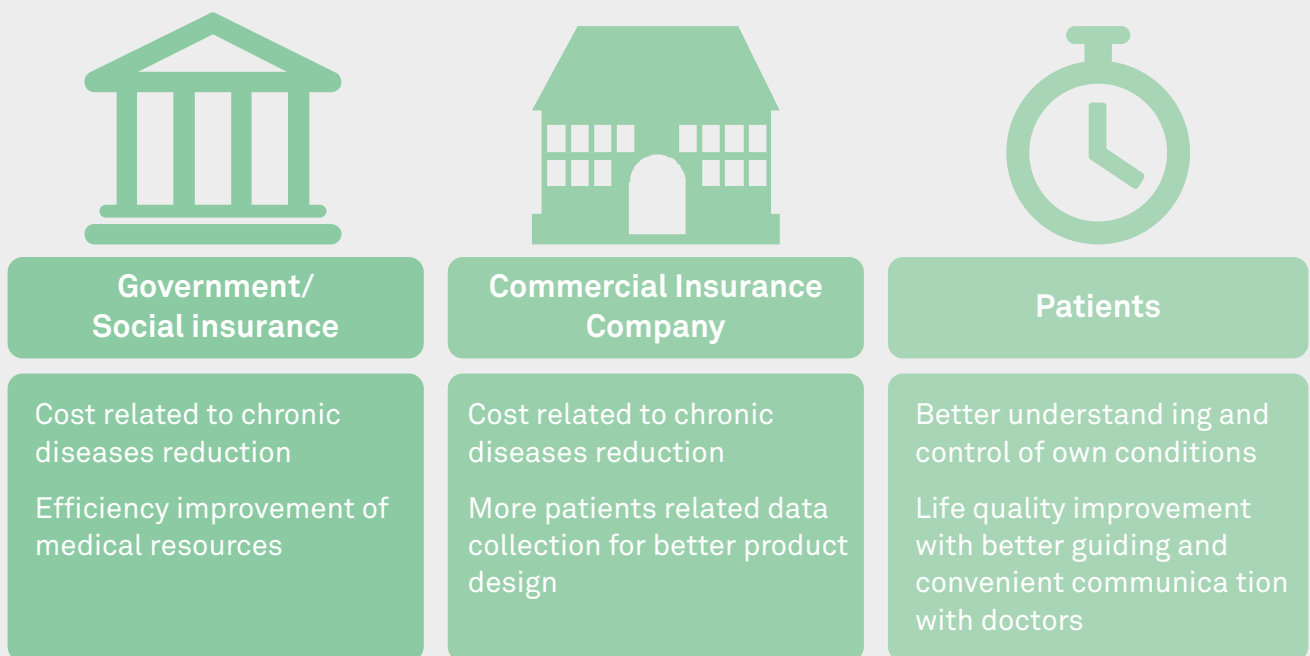 Government/
Social insurance
Cost related to chronic
diseases reduction
Efficiency improvement of
medical resources
Commercial Insurance
Company
Cost related to chronic
diseases reduction
More patients related data
collection for better product
design
Patients
Better understand ing and
control of own conditions
Life quality improvement
with better guiding and
convenient communica tion
with doctors